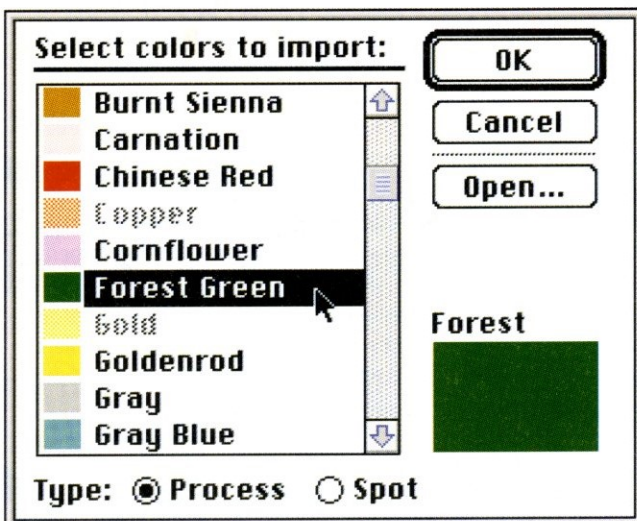 Select colors to import:
Burnt Sienna
Carnation
Chinese Red
Copper
Cornflower
Forest Green
Gold
Goldenrod
Gray
Gray Blue
Type: Process Spot
OK
Cancel
Open...
Forest